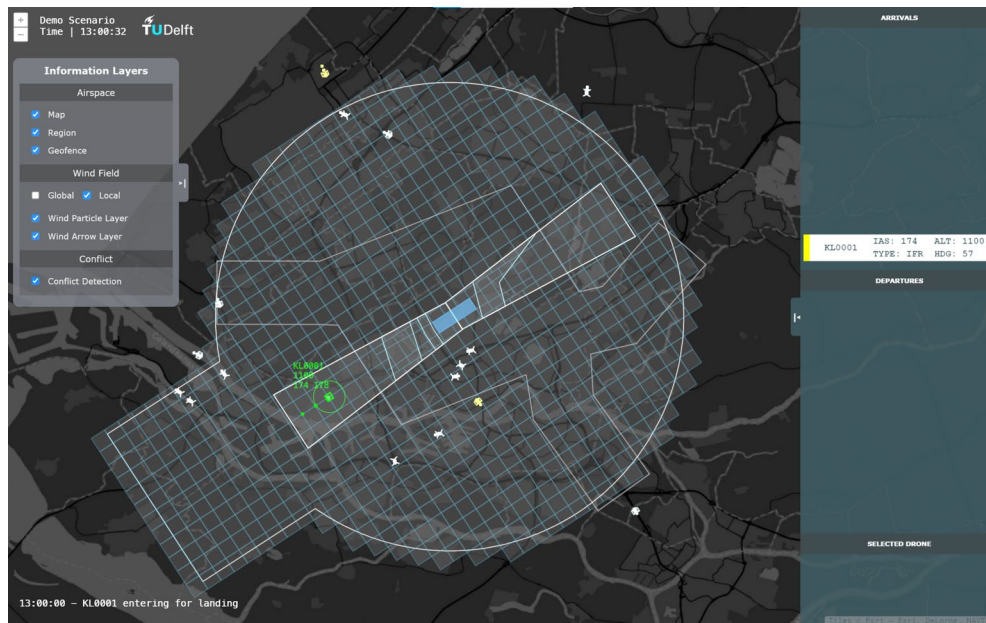 +
−
Demo Scenario
Time | 13:00:32
TUDelft
Information Layers
Airspace
Map
Region
Geofence
Wind Field
Global
Local
Wind Particle Layer
Wind Arrow Layer
Conflict
Conflict Detection
KL0001
1100
174 178
13:00:00 – KL0001 entering for landing
ARRIVALS
KL0001
IAS: 174 ALT: 1100
TYPE: IFR HDG: 57
DEPARTURES
SELECTED DRONE